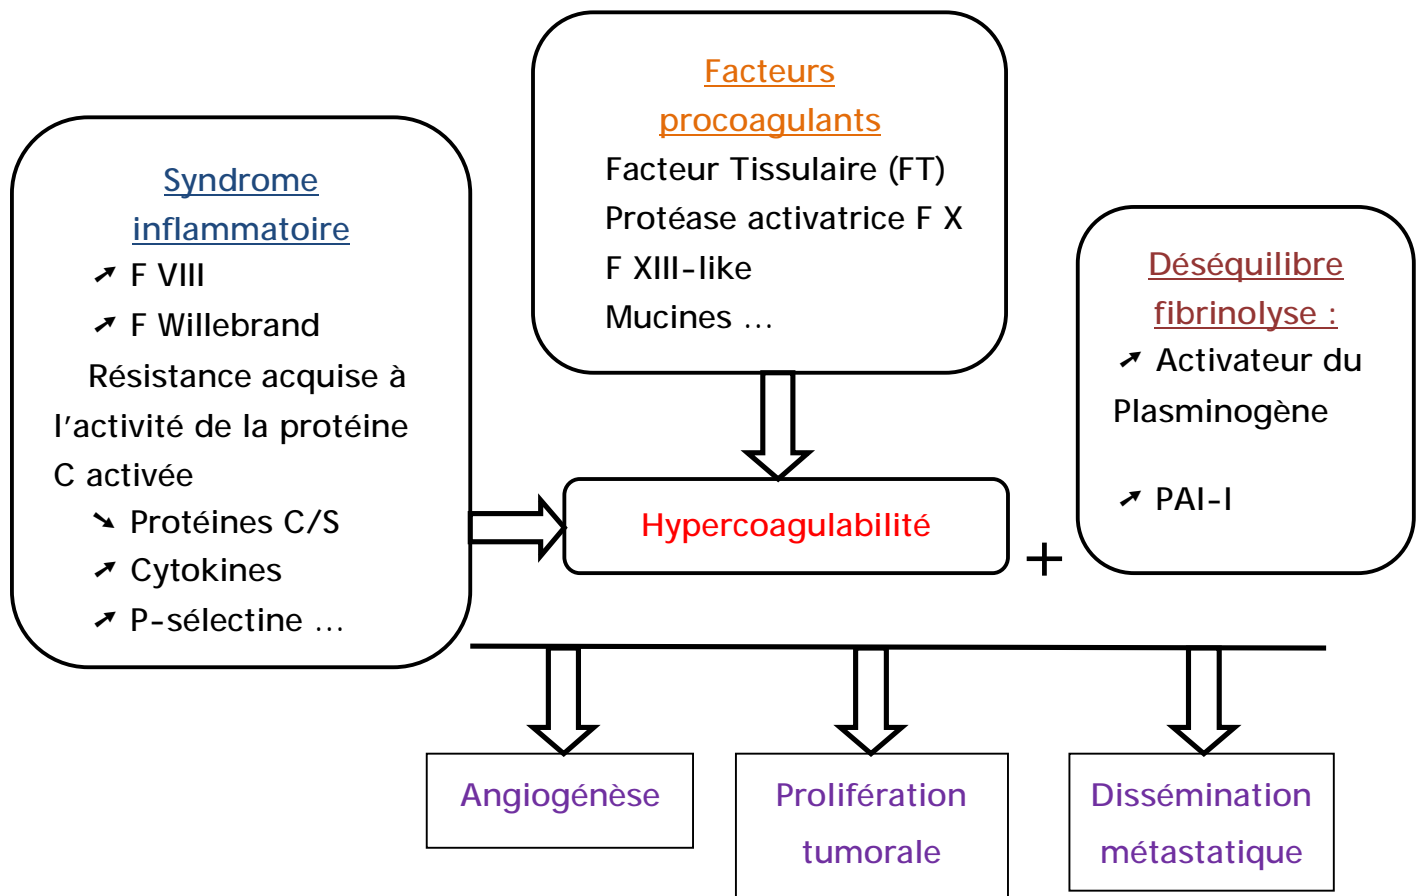 Facteurs
procoagulants
Facteur Tissulaire (FT)
Protéase activatrice F X
F XIII-like
Mucines …
Syndrome
inflammatoire
➚ F VIII
➚ F Willebrand
Résistance acquise à
l'activité de la protéine
C activée
➘ Protéines C/S
➚ Cytokines
➚ P-sélectine …
Déséquilibre
fibrinolyse :
➚ Activateur du
Plasminogène
➚ PAI-I
Hypercoagulabilité
+
Angiogénèse
Prolifération
tumorale
Dissémination
métastatique